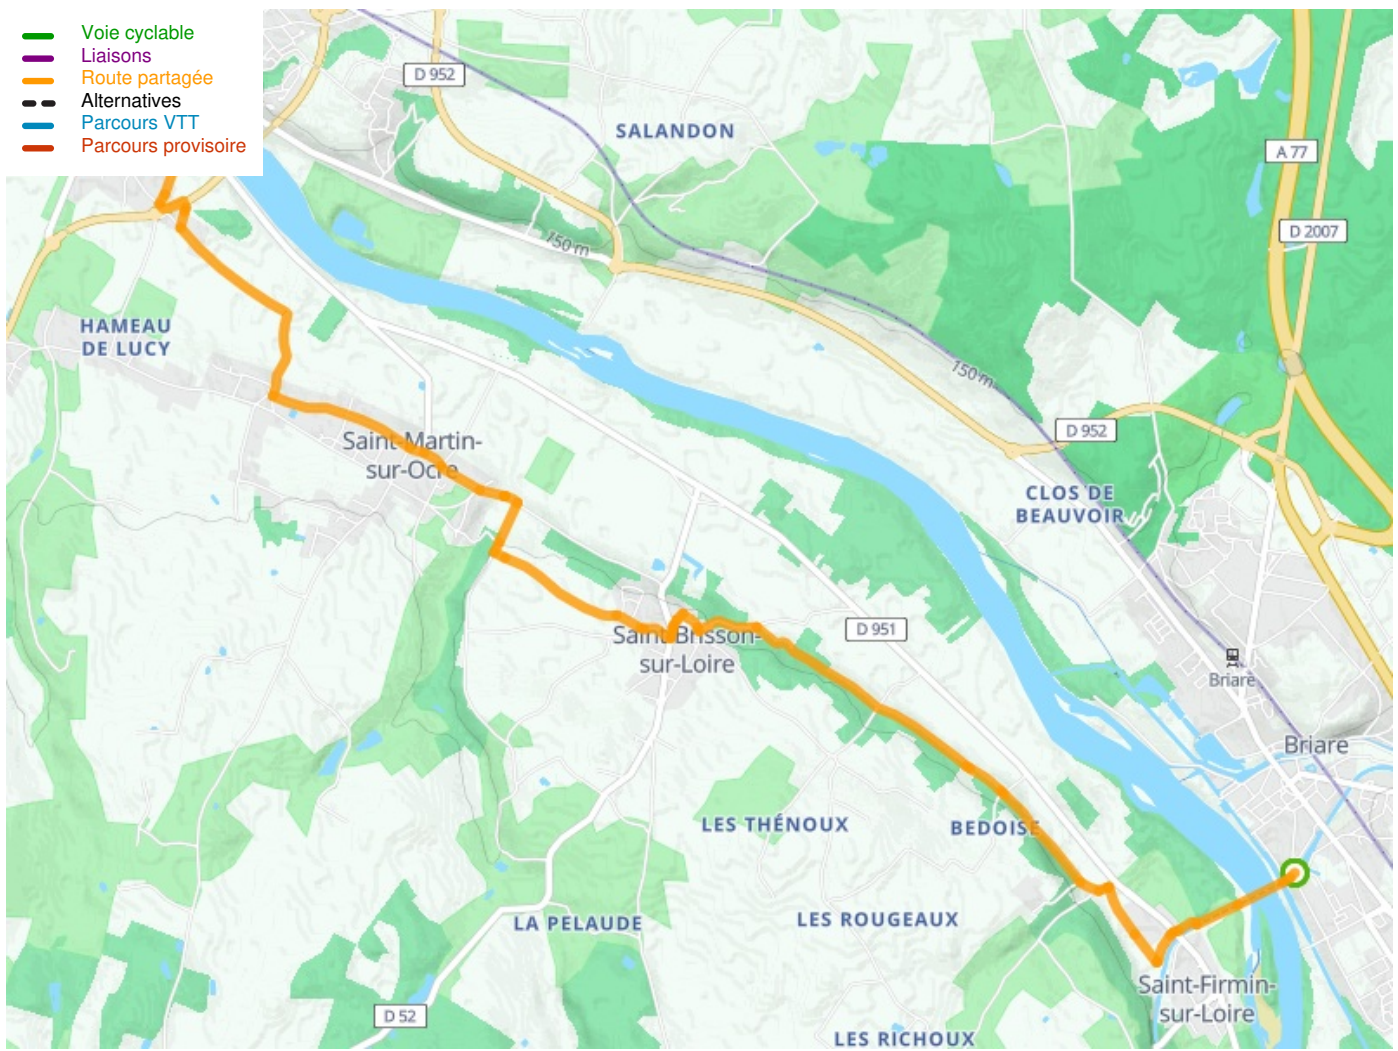 Voie cyclable
Liaisons
Route partagée
Alternatives
Parcours VTT
Parcours provisoire
D 952
SALANDON
A 77
D 2007
150 m
HAMEAU
DE LUCY
150 m
D 952
Saint-Martin-
sur-Ocre
CLOS DE
BEAUVOIR
D 951
Saint-Brisson-
sur-Loire
Briare
Briare
LES THÉNOUX
BEDOISE
LES ROUGEAUX
LA PELAUDE
Saint-Firmin-
sur-Loire
D 52
LES RICHOUX